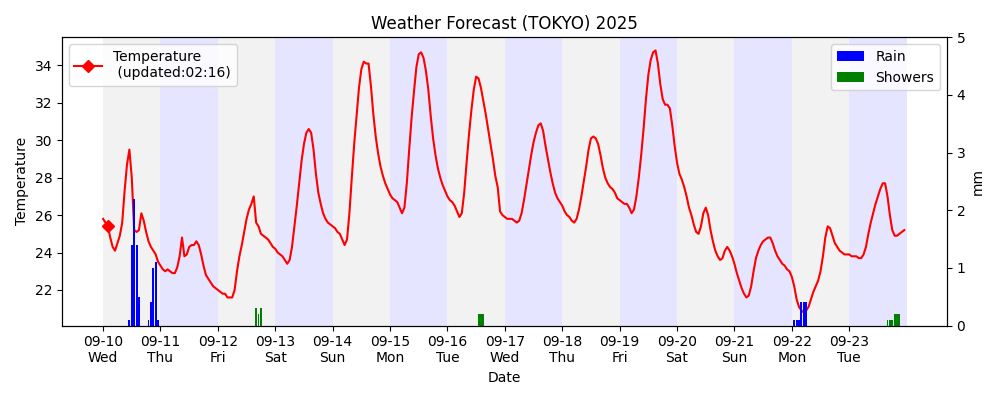 Weather Forecast (TOKYO) 2025
Temperature
(updated:02:16)
Rain
Showers
Temperature
34
32
30
28
26
24
22
5
4
3
2
1
0
mm
09-10 09-11 09-12 09-13 09-14 09-15 09-16 09-17 09-18 09-19 09-20 09-21 09-22 09-23
Wed Thu Fri Sat Sun Mon Tue Wed Thu Fri Sat Sun Mon Tue
Date